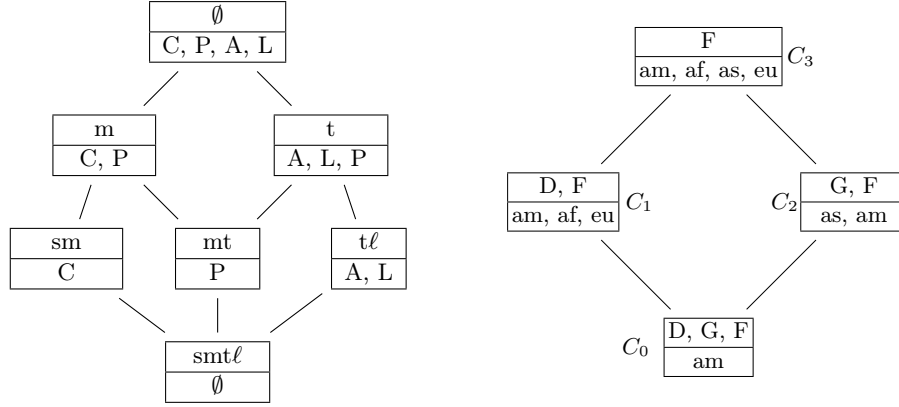 ∅
C, P, A, L
m
C, P
t
A, L, P
sm
C
mt
P
tℓ
A, L
smtℓ
∅
F
am, af, as, eu
C₃
D, F
am, af, eu
C₁
C₂
G, F
as, am
C₀
D, G, F
am